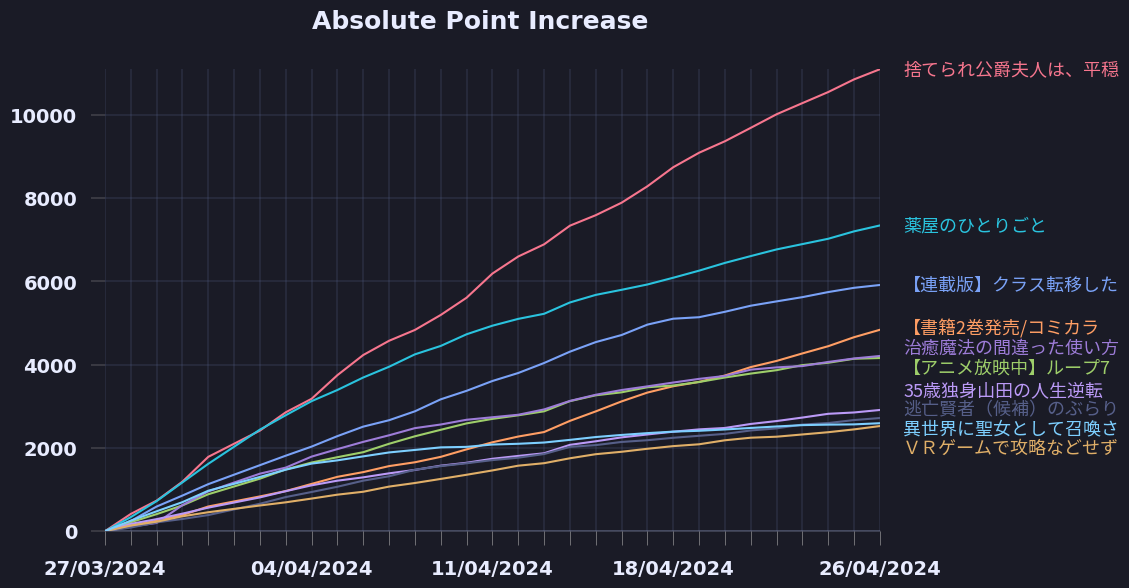 Absolute Point Increase
10000
8000
6000
4000
2000
0
27/03/2024
04/04/2024
11/04/2024
18/04/2024
26/04/2024
捨てられ公爵夫人は、平穏
薬屋のひとりごと
【連載版】クラス転移した
【書籍2巻発売/コミカラ
治癒魔法の間違った使い方
【アニメ放映中】ループ7
35歳独身山田の人生逆転
逃亡賢者（候補）のぶらり
異世界に聖女として召喚さ
ＶＲゲームで攻略などせず